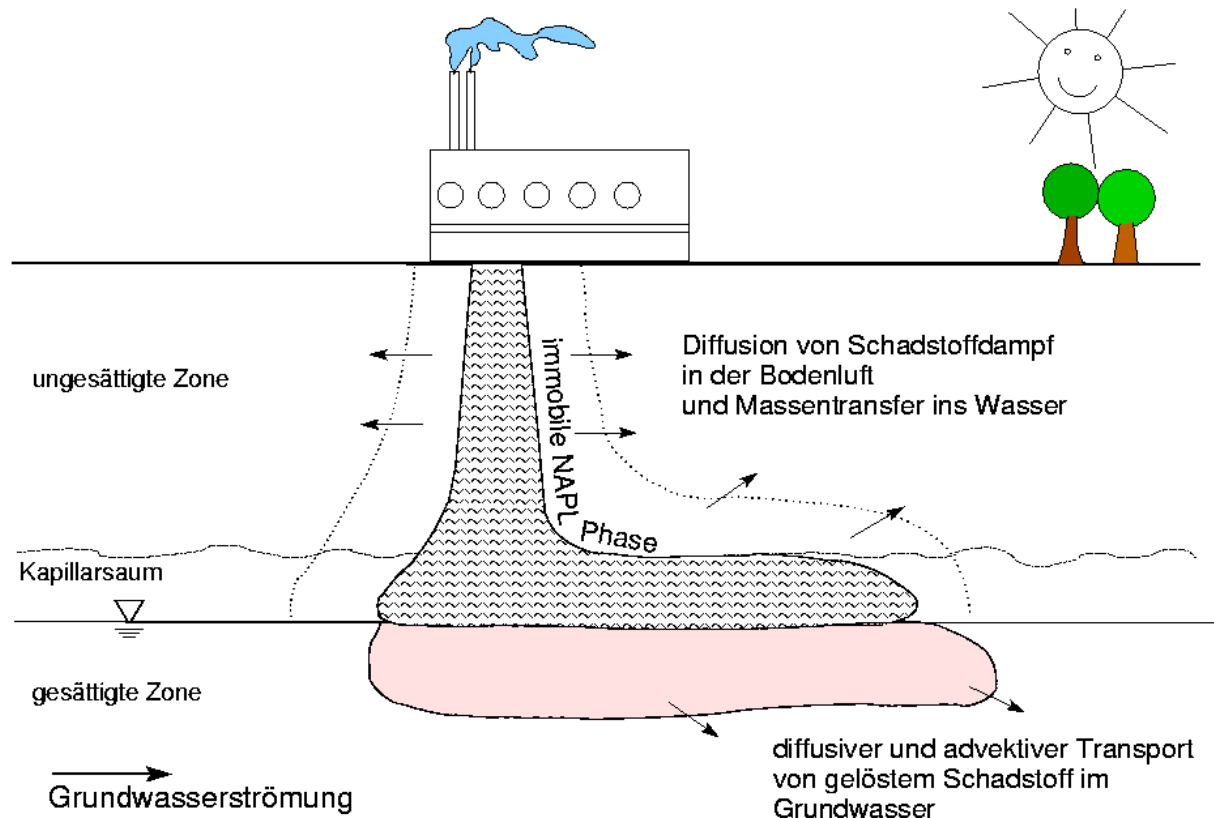 ungesättigte Zone
immobile NAPL Phase
Diffusion von Schadstoffdampf
in der Bodenluft
und Massentransfer ins Wasser
Kapillarsaum
gesättigte Zone
diffusiver und advektiver Transport
von gelöstem Schadstoff im
Grundwasser
Grundwasserströmung